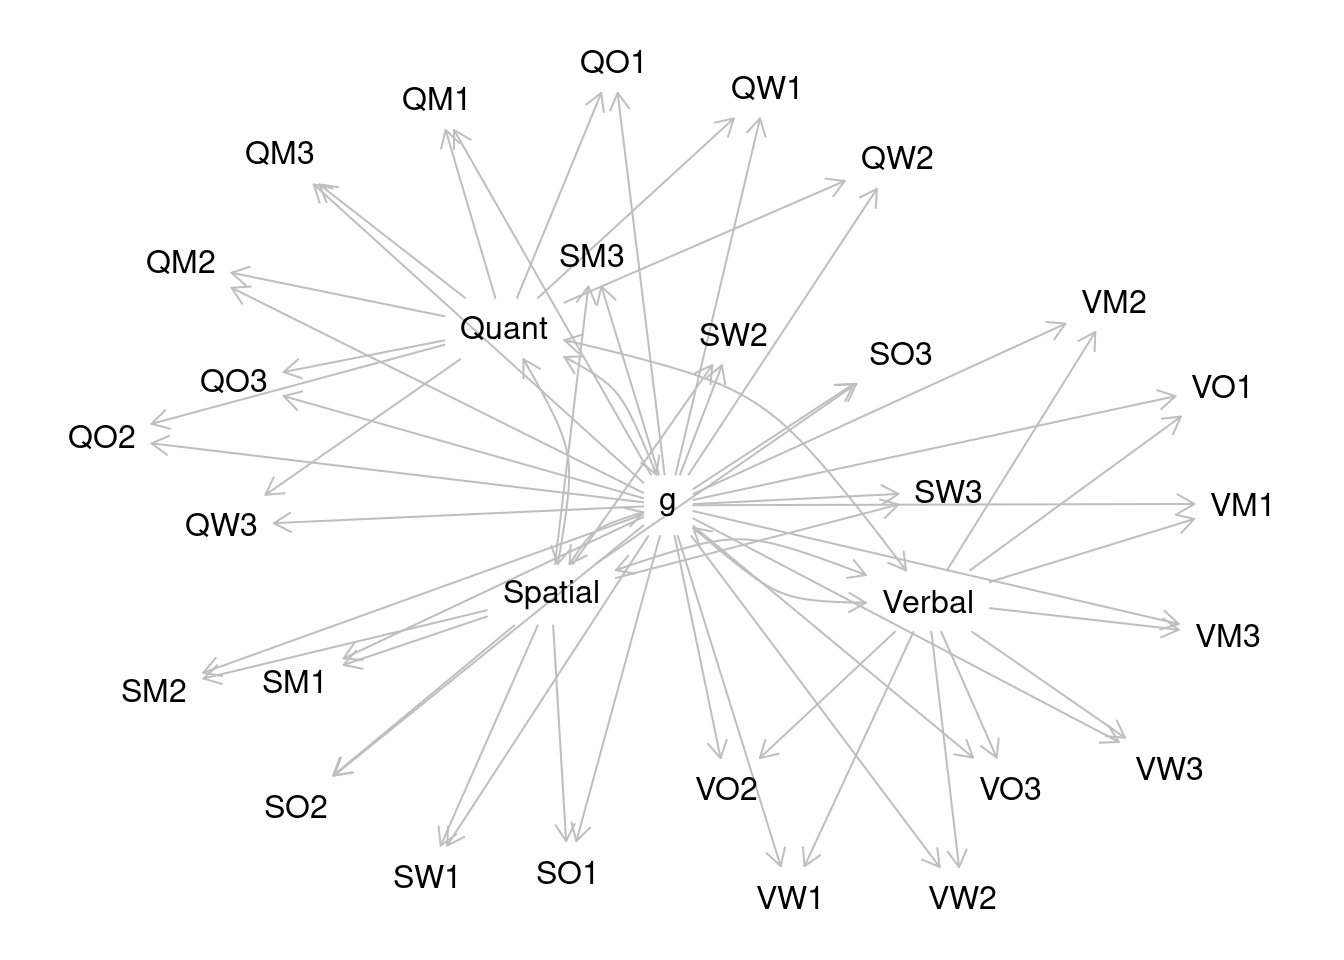 QO1
QW1
QM1
QM3
QW2
SM3
QM2
VM2
Quant
SW2
SO3
QO3
VO1
QO2
SW3
g
VM1
QW3
Spatial
Verbal
VM3
SM1
SM2
VW3
VO2
VO3
SO2
SO1
SW1
VW1
VW2